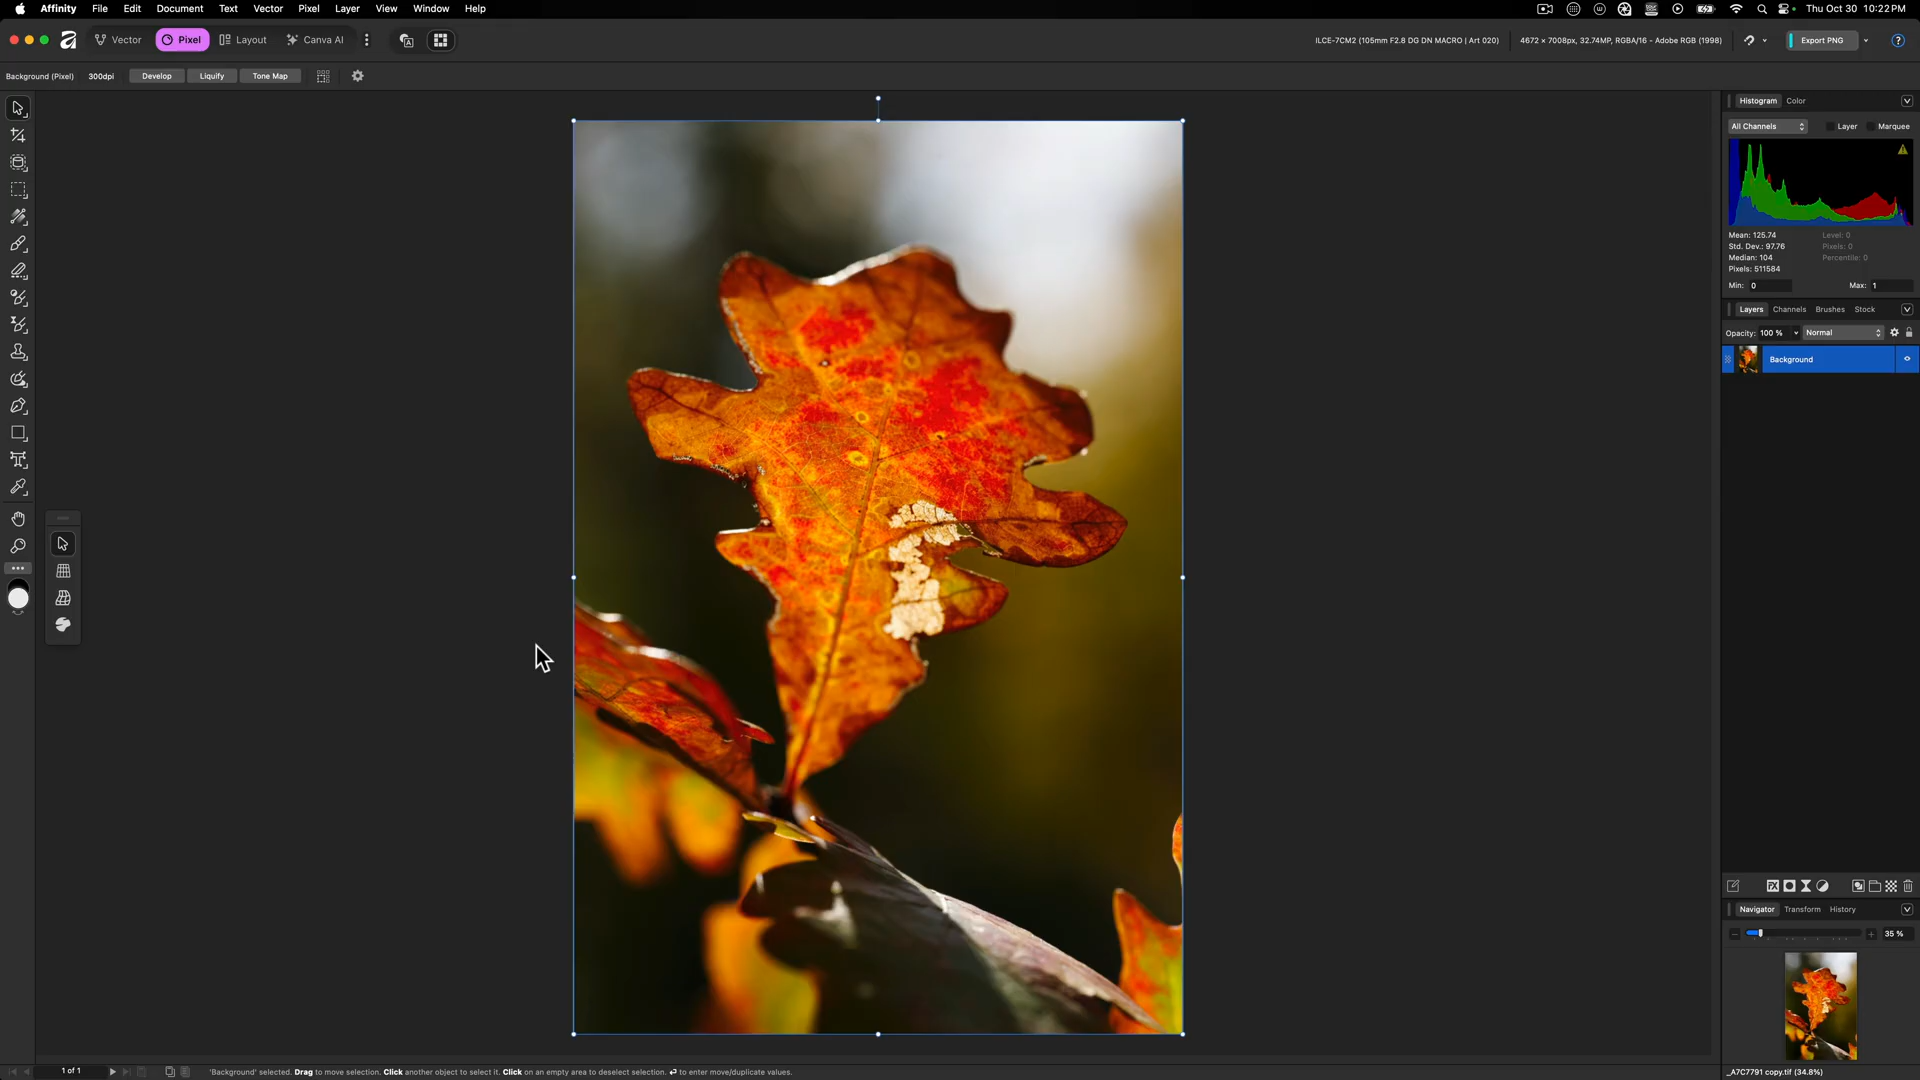 Affinity File Edit Document Text Vector Pixel Layer View Window Help Thu Oct 30 10:22 PM
Vector Pixel Layout Canva AI ILCE-7CM2 (105mm F2.8 DG DN MACRO | Art 020) 4672 × 7008px, 32.74MP, RGBA/16 - Adobe RGB (1998) Export PNG ?
Background (Pixel) 300dpi Develop Liquify Tone Map
Histogram Color
All Channels Layer Marquee
Mean: 125.74 Level: 0
Std. Dev.: 97.76 Pixels: 0
Median: 104 Percentile: 0
Pixels: 511584
Min: 0 Max: 1
Layers Channels Brushes Stock
Opacity: 100 % Normal
Background
Navigator Transform History
35 %
1 of 1 'Background' selected. Drag to move selection. Click another object to select it. Click on an empty area to deselect selection. ↩ to enter move/duplicate values. _A7C7791 copy.tif (34.8%)